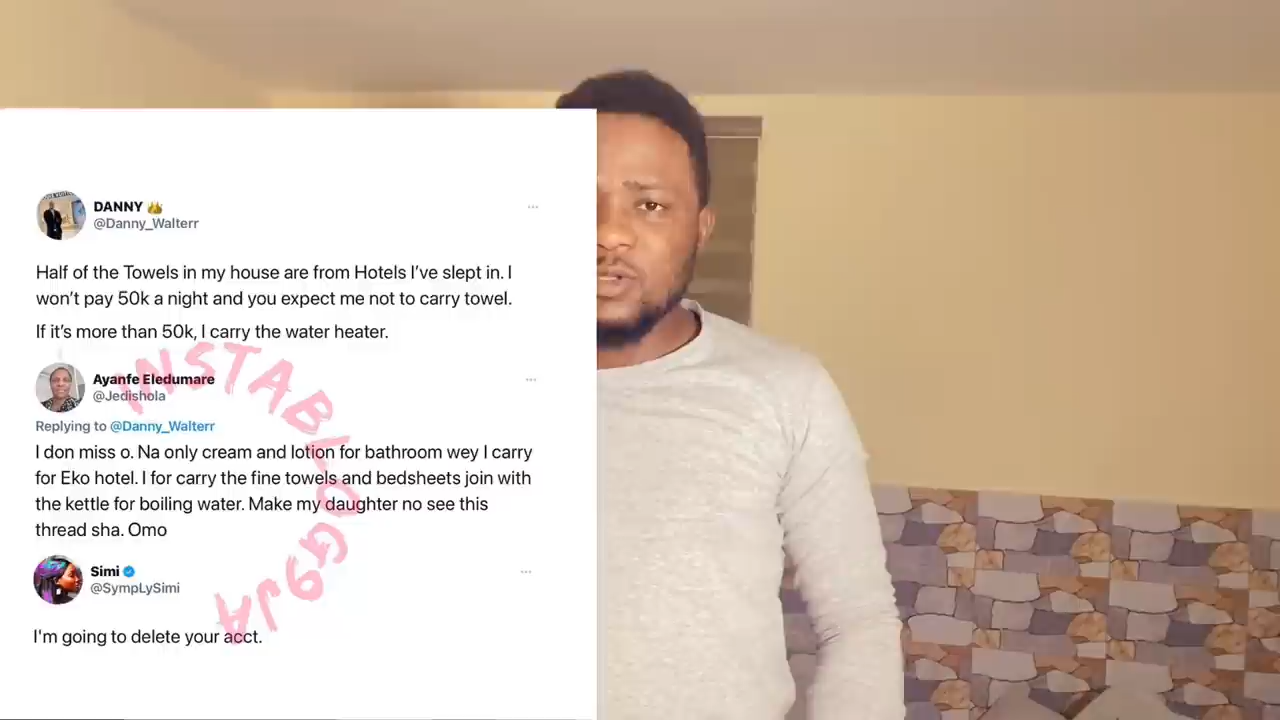 DANNY 👑
@Danny_Walterr
Half of the Towels in my house are from Hotels I’ve slept in. I
won’t pay 50k a night and you expect me not to carry towel.
If it’s more than 50k, I carry the water heater.
Ayanfe Eledumare
@Jedishola
Replying to @Danny_Walterr
I don miss o. Na only cream and lotion for bathroom wey I carry
for Eko hotel. I for carry the fine towels and bedsheets join with
the kettle for boiling water. Make my daughter no see this
thread sha. Omo
Simi
@SympLySimi
I'm going to delete your acct.
INSTABLOG9JA